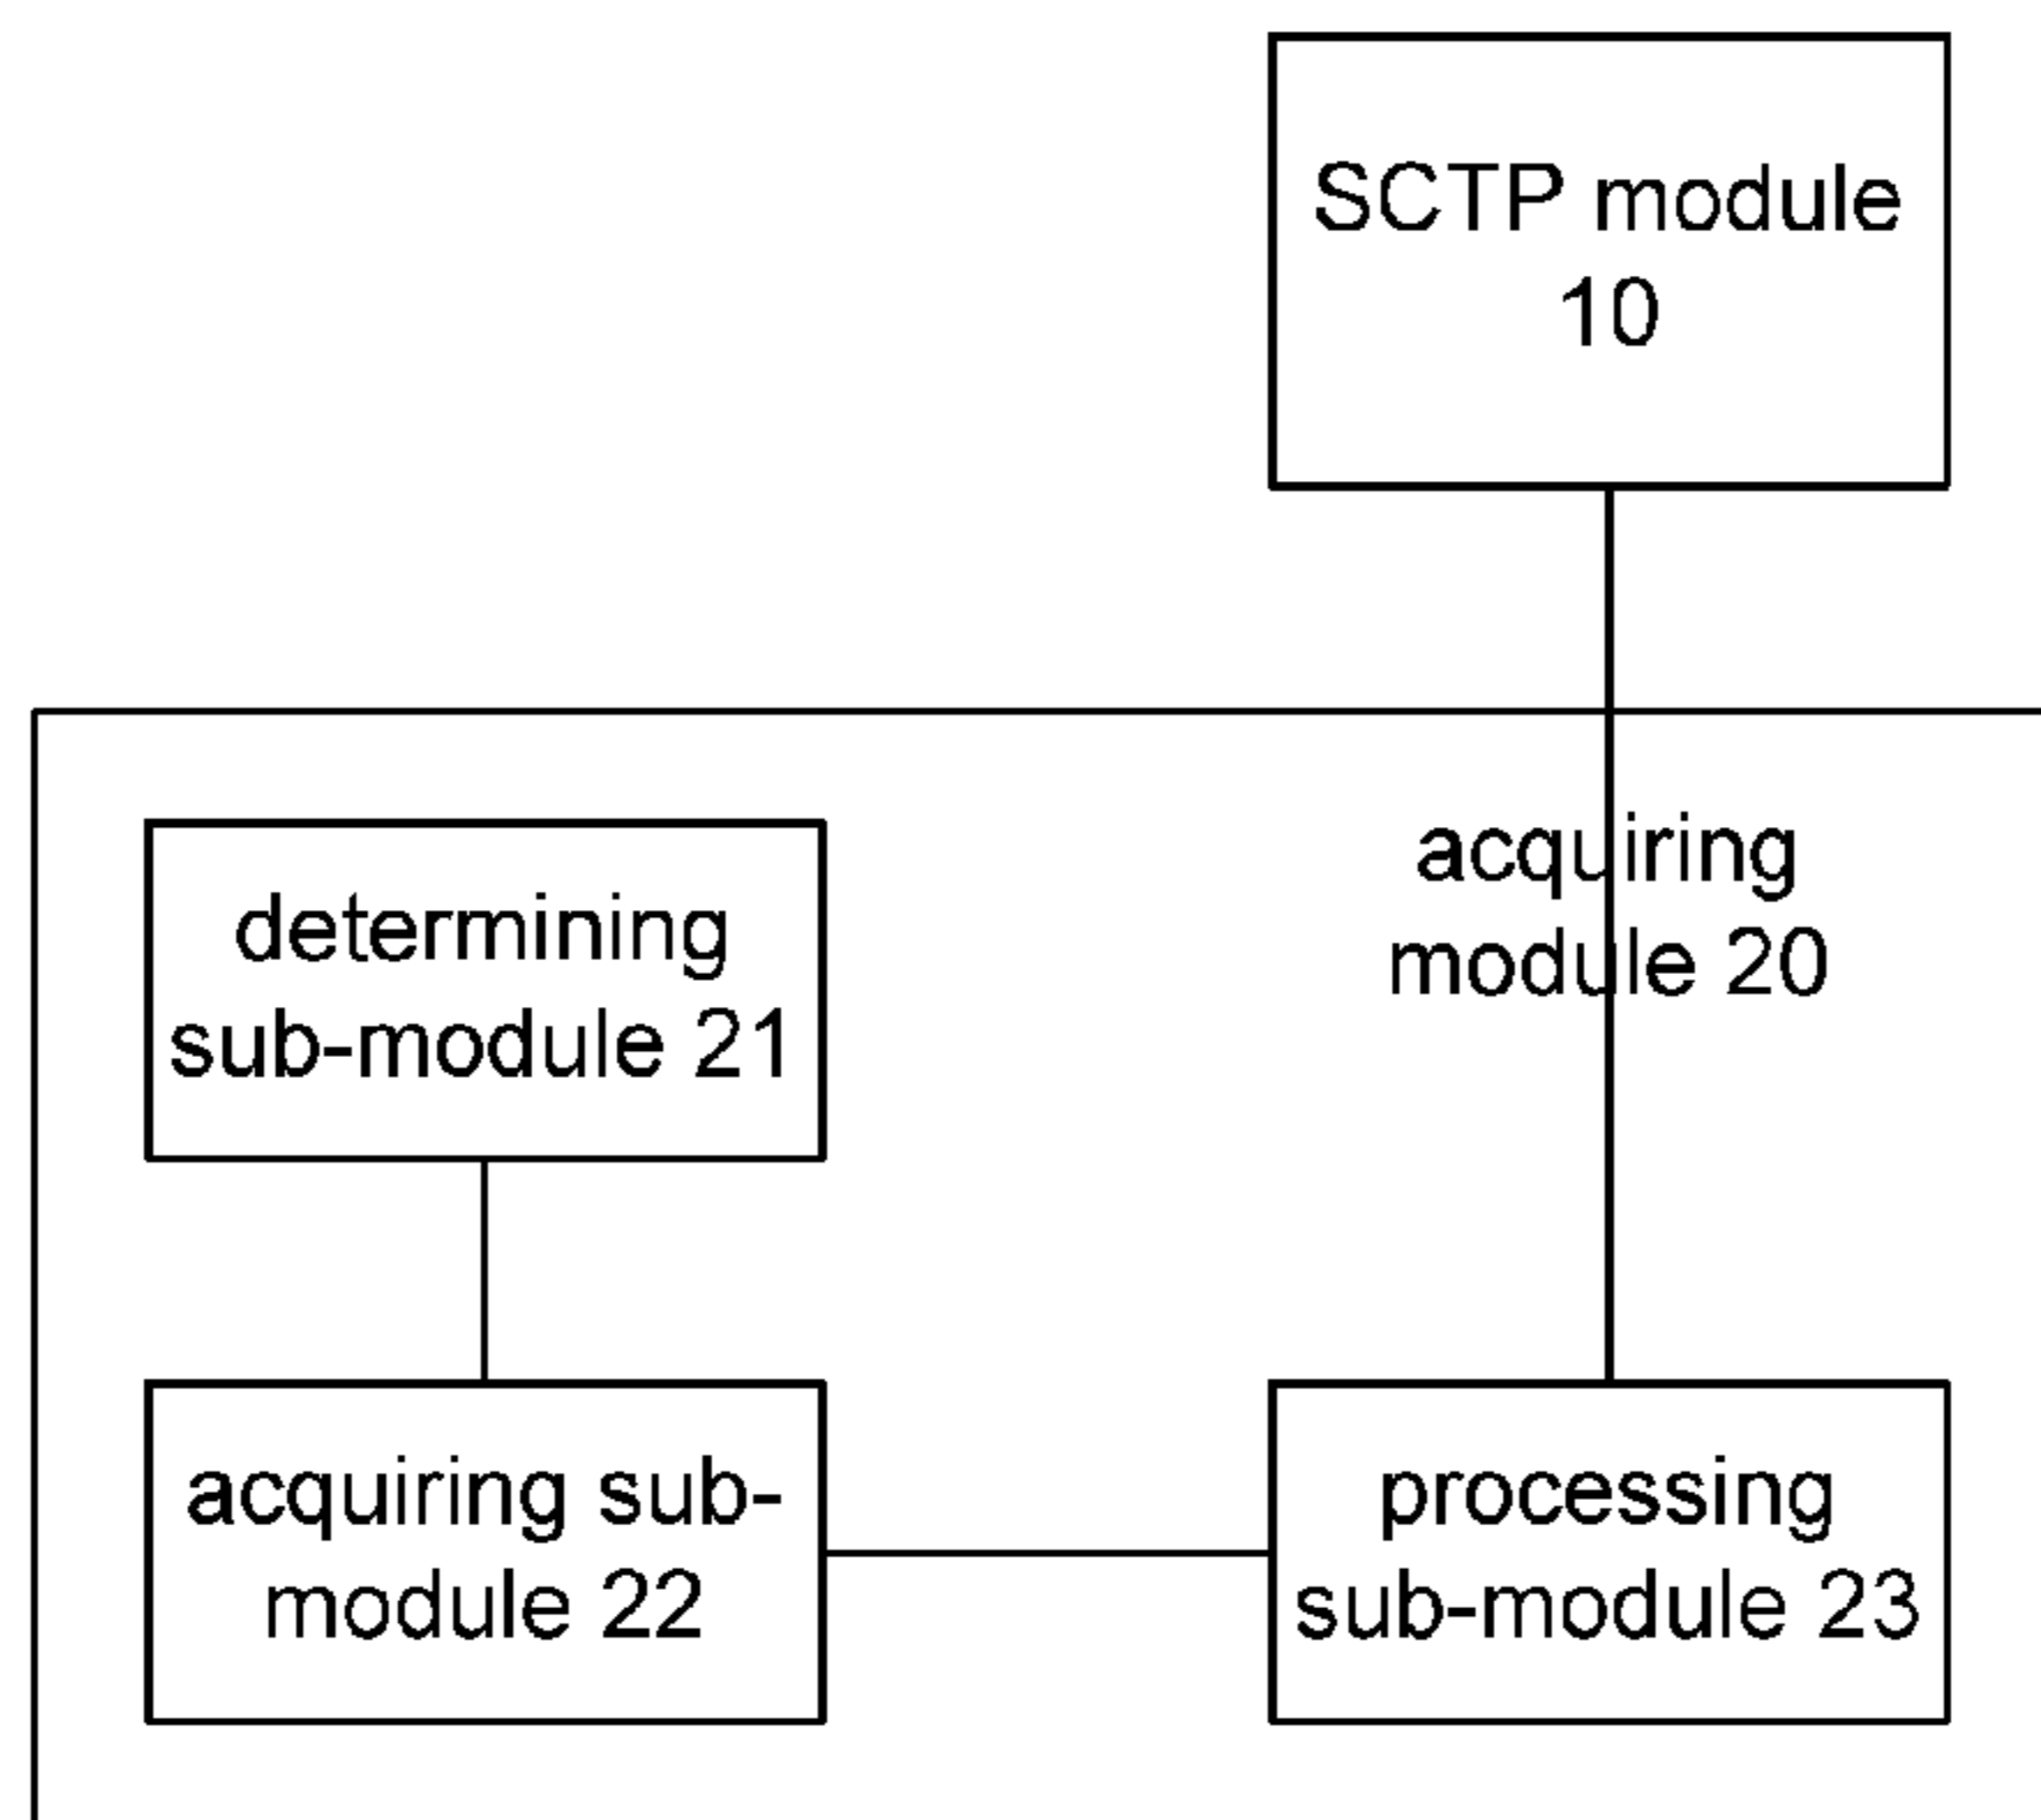 SCTP module
10
acquiring
module 20
determining
sub-module 21
acquiring sub-
module 22
processing
sub-module 23